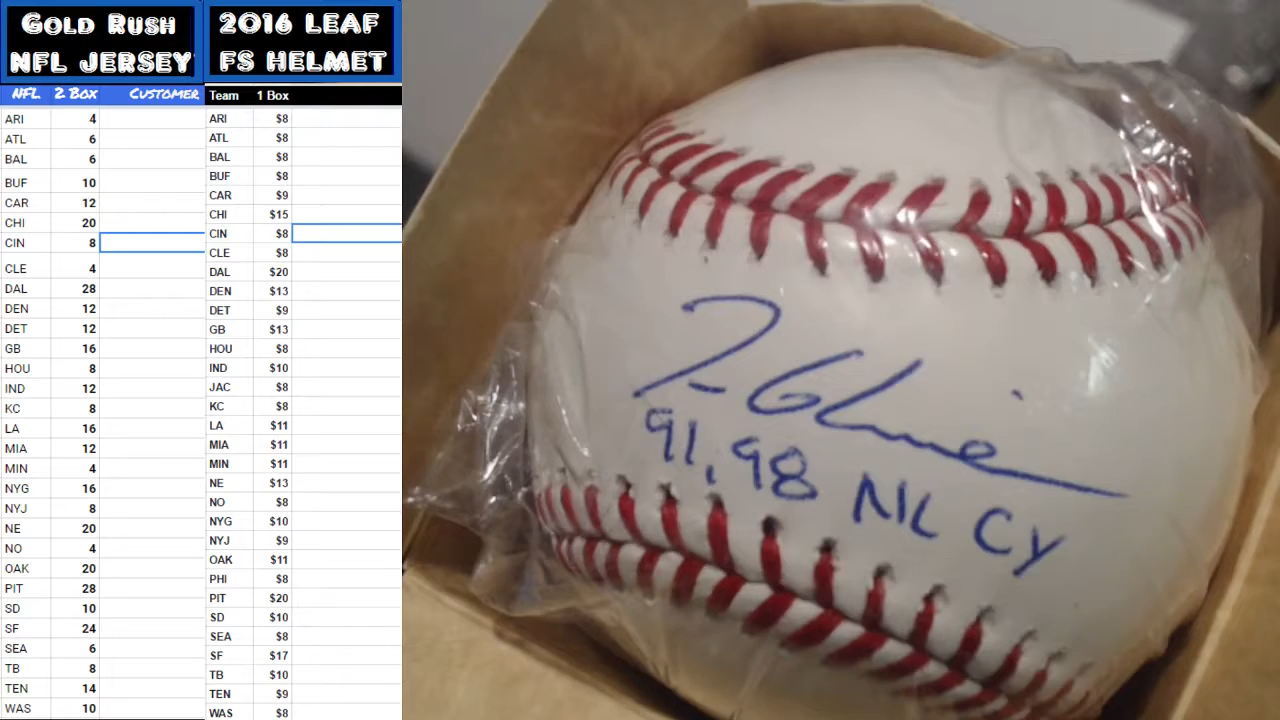 GOLD RUSH
NFL JERSEY
NFL 2 BOX CUSTOMER
ARI 4
ATL 6
BAL 6
BUF 10
CAR 12
CHI 20
CIN 8
CLE 4
DAL 28
DEN 12
DET 12
GB 16
HOU 8
IND 12
KC 8
LA 16
MIA 12
MIN 4
NYG 16
NYJ 8
NE 20
NO 4
OAK 20
PIT 28
SD 10
SF 24
SEA 6
TB 8
TEN 14
WAS 10
2016 LEAF
FS HELMET
Team 1 Box
ARI $8
ATL $8
BAL $8
BUF $8
CAR $9
CHI $15
CIN $8
CLE $8
DAL $20
DEN $13
DET $9
GB $13
HOU $8
IND $10
JAC $8
KC $8
LA $11
MIA $11
MIN $11
NE $13
NO $8
NYG $10
NYJ $9
OAK $11
PHI $8
PIT $20
SD $10
SEA $8
SF $17
TB $10
TEN $9
WAS $8
91,98 NL CY